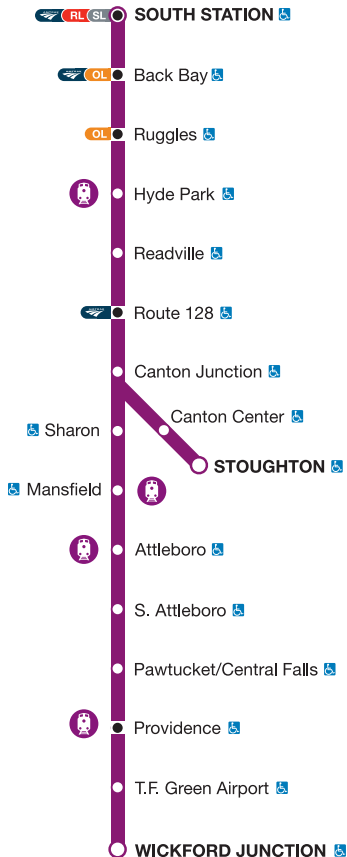 RL SL SOUTH STATION
Back Bay
OL
OL Ruggles
Hyde Park
Readville
Route 128
Canton Junction
Canton Center
Sharon
STOUGHTON
Mansfield
Attleboro
S. Attleboro
Pawtucket/Central Falls
Providence
T.F. Green Airport
WICKFORD JUNCTION